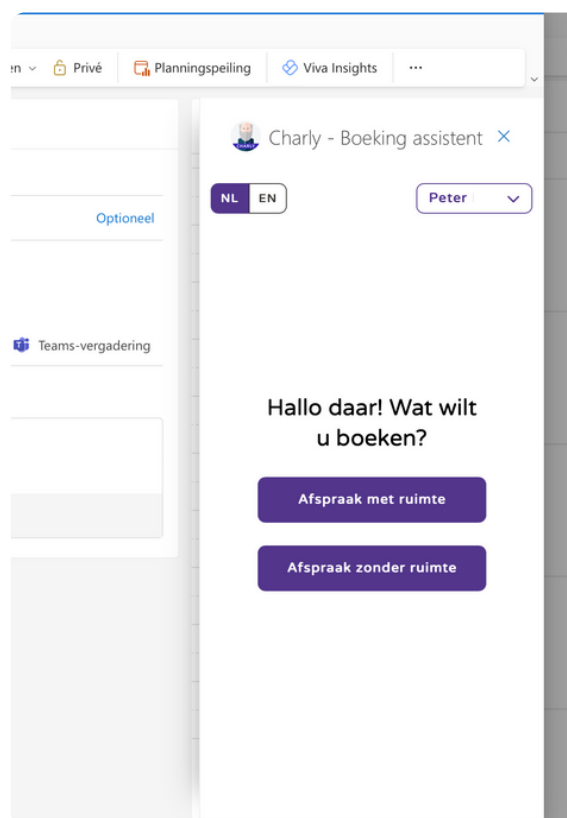 en
Privé
Planningspeiling
Viva Insights
...
Charly - Boeking assistent
CHARLY
NL
EN
Peter
Optioneel
Teams-vergadering
Hallo daar! Wat wilt
u boeken?
Afspraak met ruimte
Afspraak zonder ruimte